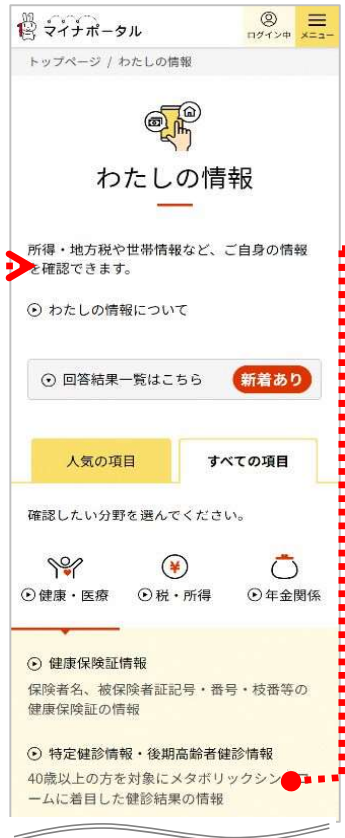 マイナポータル
ログイン中 メニュー
トップページ / わたしの情報
わたしの情報
所得・地方税や世帯情報など、ご自身の情報
を確認できます。
わたしの情報について
回答結果一覧はこちら 新着あり
人気の項目 すべての項目
確認したい分野を選んでください。
健康・医療 税・所得 年金関係
健康保険証情報
保険者名、被保険者証記号・番号・枝番等の
健康保険証の情報
特定健診情報・後期高齢者健診情報
40歳以上の方を対象にメタボリックシンドロ
ームに着目した健診結果の情報